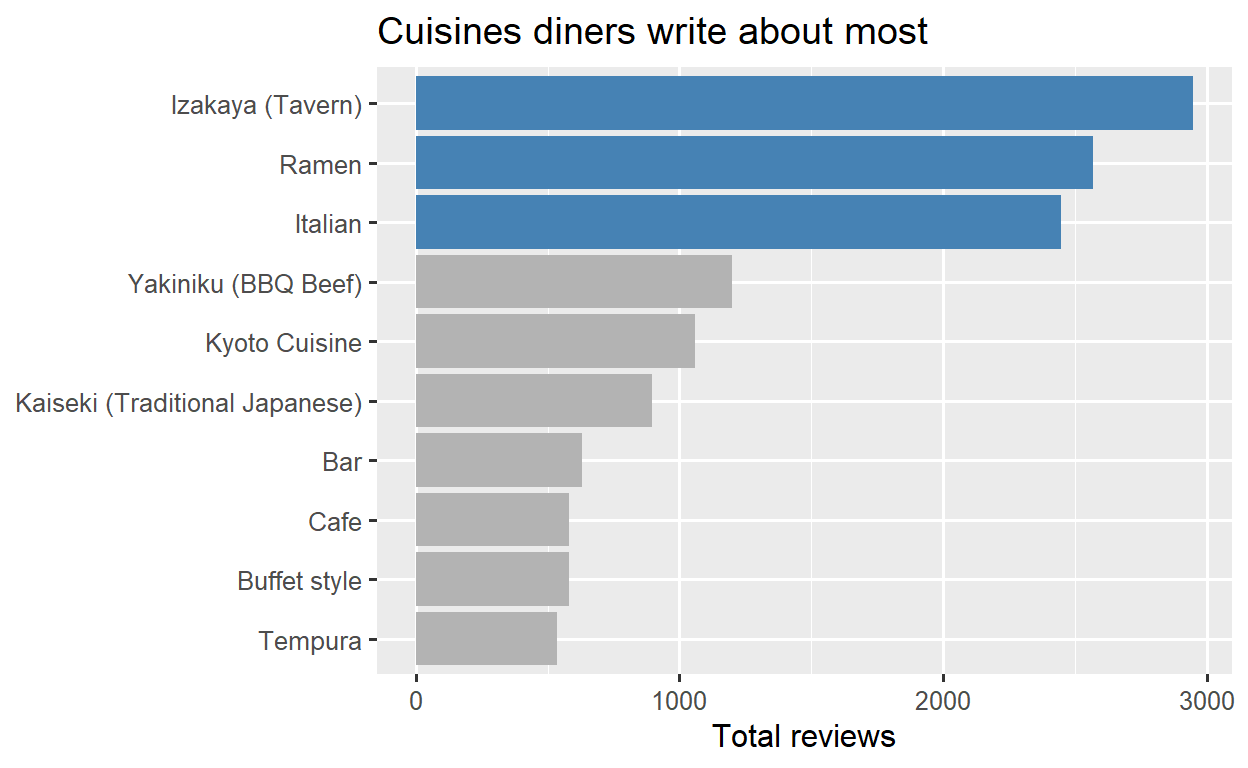 Cuisines diners write about most
Izakaya (Tavern)
Ramen
Italian
Yakiniku (BBQ Beef)
Kyoto Cuisine
Kaiseki (Traditional Japanese)
Bar
Cafe
Buffet style
Tempura
0 1000 2000 3000
Total reviews